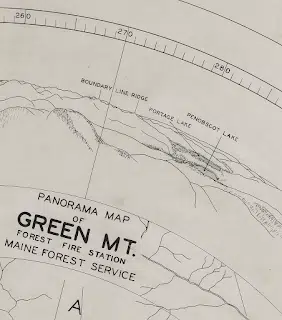 260
270
280
BOUNDARY LINE RIDGE
PORTAGE LAKE
PENOBSCOT LAKE
PANORAMA MAP
OF
GREEN MT.
FOREST FIRE STATION
MAINE FOREST SERVICE
A